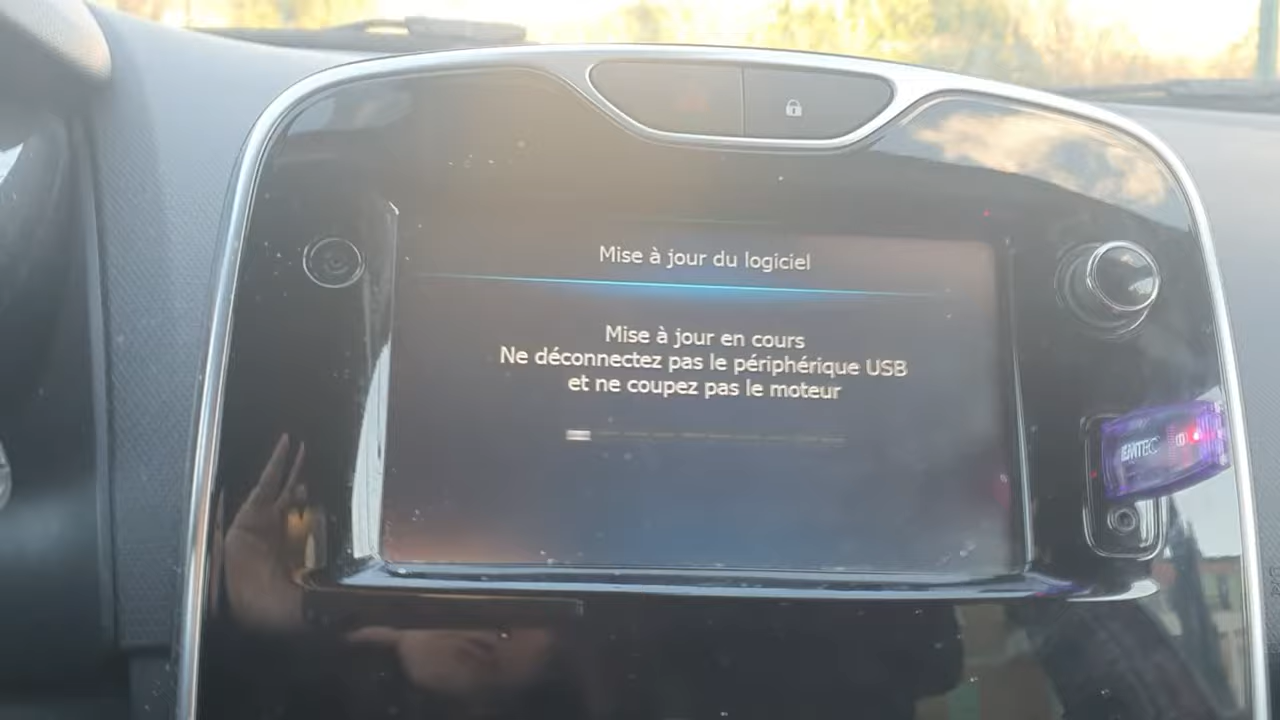 Mise à jour du logiciel
Mise à jour en cours
Ne déconnectez pas le périphérique USB
et ne coupez pas le moteur
EMTEC